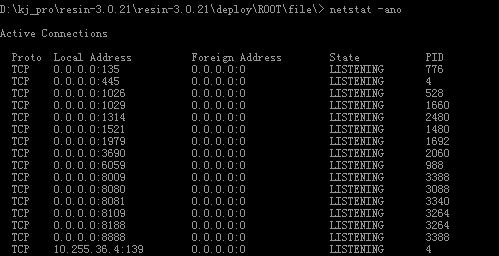 D:\kj_pro\resin-3.0.21\resin-3.0.21\deploy\ROOT\file\> netstat -ano
Active Connections
Proto Local Address Foreign Address State PID
TCP 0.0.0.0:135 0.0.0.0:0 LISTENING 776
TCP 0.0.0.0:445 0.0.0.0:0 LISTENING 4
TCP 0.0.0.0:1026 0.0.0.0:0 LISTENING 528
TCP 0.0.0.0:1029 0.0.0.0:0 LISTENING 1660
TCP 0.0.0.0:1314 0.0.0.0:0 LISTENING 2480
TCP 0.0.0.0:1521 0.0.0.0:0 LISTENING 1480
TCP 0.0.0.0:1979 0.0.0.0:0 LISTENING 1692
TCP 0.0.0.0:3690 0.0.0.0:0 LISTENING 2060
TCP 0.0.0.0:6059 0.0.0.0:0 LISTENING 988
TCP 0.0.0.0:8009 0.0.0.0:0 LISTENING 3388
TCP 0.0.0.0:8080 0.0.0.0:0 LISTENING 3088
TCP 0.0.0.0:8081 0.0.0.0:0 LISTENING 3340
TCP 0.0.0.0:8109 0.0.0.0:0 LISTENING 3264
TCP 0.0.0.0:8188 0.0.0.0:0 LISTENING 3264
TCP 0.0.0.0:8888 0.0.0.0:0 LISTENING 3388
TCP 10.255.36.4:139 0.0.0.0:0 LISTENING 4